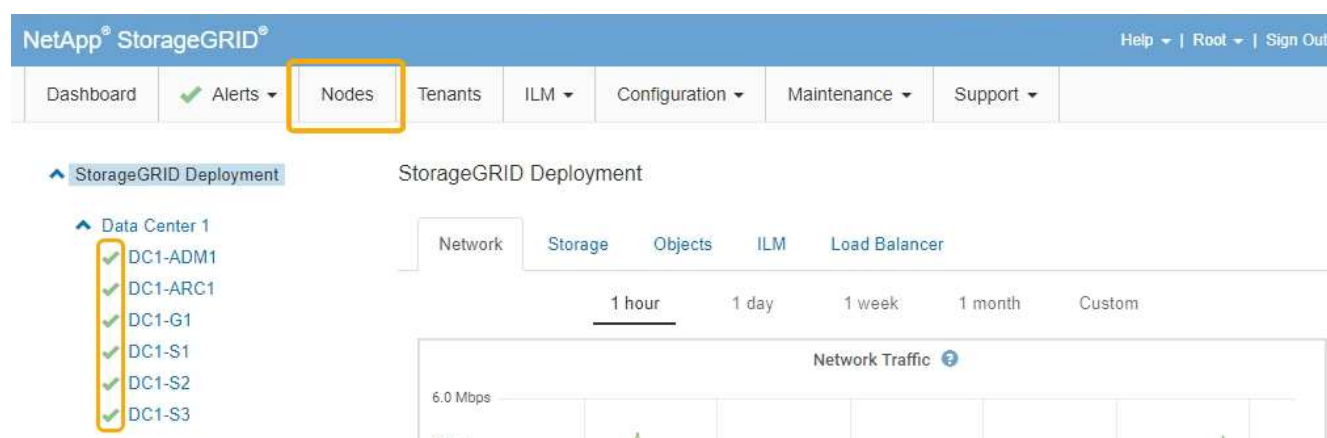 NetApp® StorageGRID®
Help | Root | Sign Out
Dashboard Alerts Nodes Tenants ILM Configuration Maintenance Support
StorageGRID Deployment
StorageGRID Deployment
Data Center 1
DC1-ADM1
DC1-ARC1
DC1-G1
DC1-S1
DC1-S2
DC1-S3
Network Storage Objects ILM Load Balancer
1 hour 1 day 1 week 1 month Custom
Network Traffic
6.0 Mbps